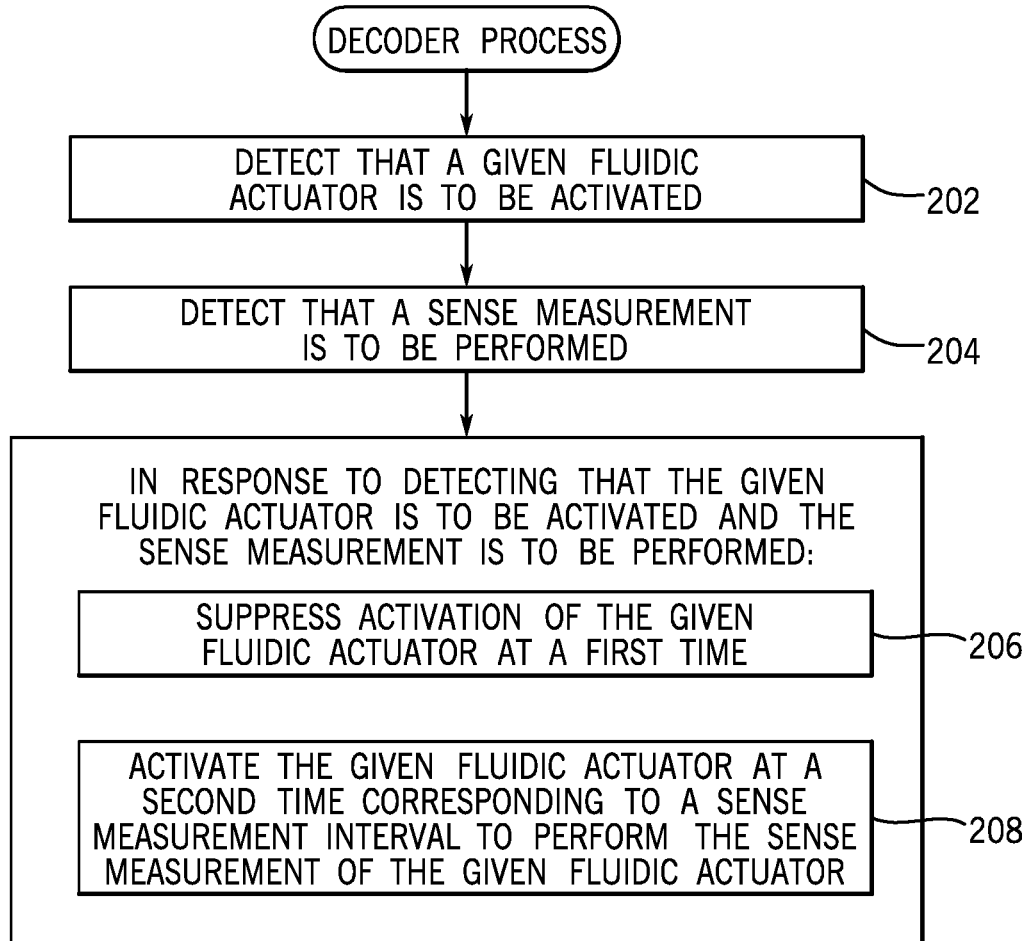 DECODER PROCESS
DETECT THAT A GIVEN FLUIDIC
ACTUATOR IS TO BE ACTIVATED
202
DETECT THAT A SENSE MEASUREMENT
IS TO BE PERFORMED
204
IN RESPONSE TO DETECTING THAT THE GIVEN
FLUIDIC ACTUATOR IS TO BE ACTIVATED AND THE
SENSE MEASUREMENT IS TO BE PERFORMED:
SUPPRESS ACTIVATION OF THE GIVEN
FLUIDIC ACTUATOR AT A FIRST TIME
206
ACTIVATE THE GIVEN FLUIDIC ACTUATOR AT A
SECOND TIME CORRESPONDING TO A SENSE
MEASUREMENT INTERVAL TO PERFORM THE SENSE
MEASUREMENT OF THE GIVEN FLUIDIC ACTUATOR
208